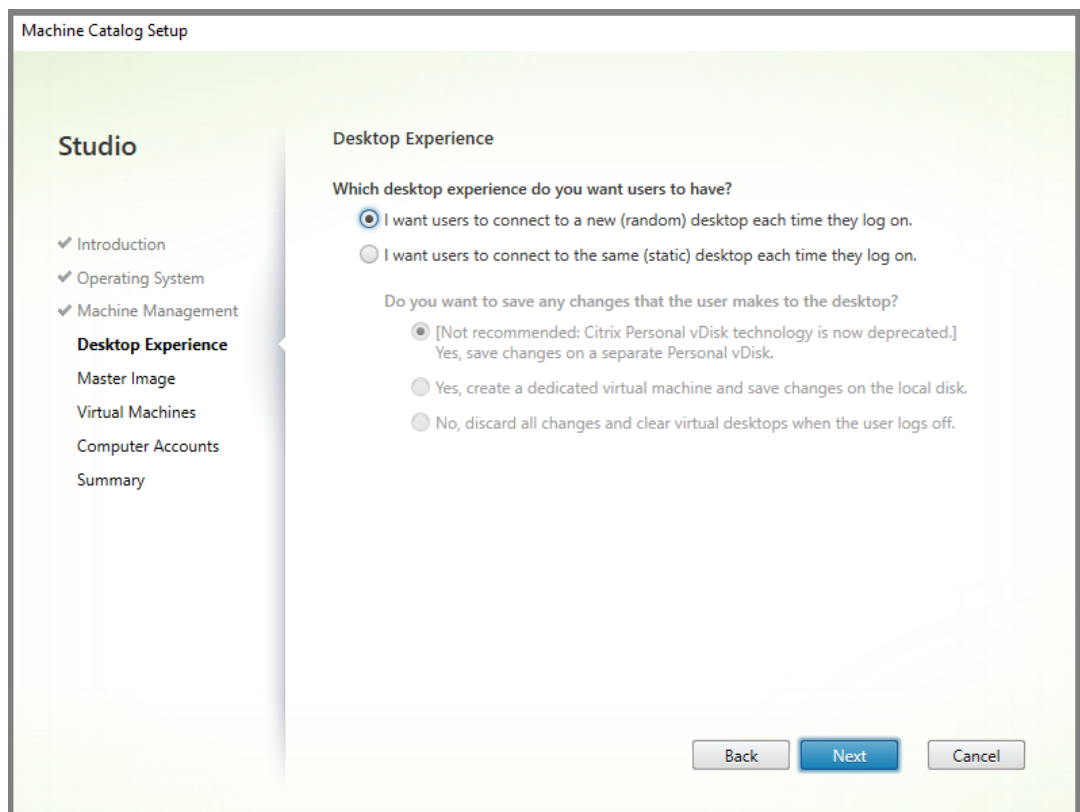 Machine Catalog Setup
Studio
Introduction
Operating System
Machine Management
Desktop Experience
Master Image
Virtual Machines
Computer Accounts
Summary
Desktop Experience
Which desktop experience do you want users to have?
I want users to connect to a new (random) desktop each time they log on.
I want users to connect to the same (static) desktop each time they log on.
Do you want to save any changes that the user makes to the desktop?
[Not recommended: Citrix Personal vDisk technology is now deprecated.]
Yes, save changes on a separate Personal vDisk.
Yes, create a dedicated virtual machine and save changes on the local disk.
No, discard all changes and clear virtual desktops when the user logs off.
Back
Next
Cancel